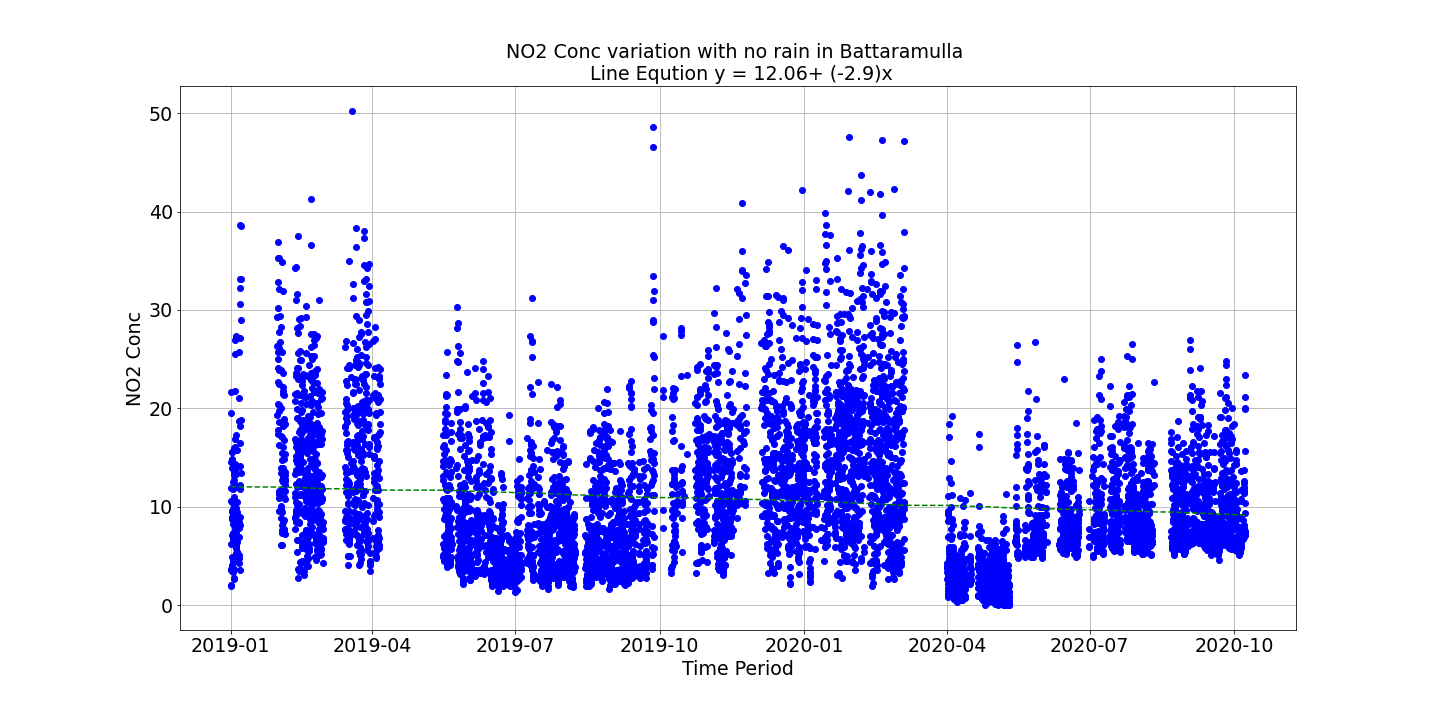 NO2 Conc variation with no rain in Battaramulla
Line Eqution y = 12.06+ (-2.9)x
NO2 Conc
50
40
30
20
10
0
2019-01 2019-04 2019-07 2019-10 2020-01 2020-04 2020-07 2020-10
Time Period